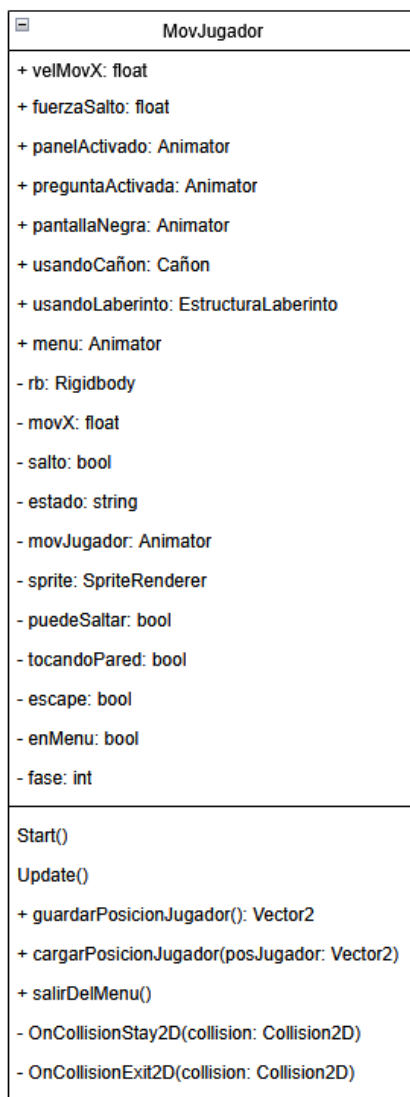 MovJugador
+ velMovX: float
+ fuerzaSalto: float
+ panelActivado: Animator
+ preguntaActivada: Animator
+ pantallaNegra: Animator
+ usandoCañon: Cañon
+ usandoLaberinto: EstructuraLaberinto
+ menu: Animator
- rb: Rigidbody
- movX: float
- salto: bool
- estado: string
- movJugador: Animator
- sprite: SpriteRenderer
- puedeSaltar: bool
- tocandoPared: bool
- escape: bool
- enMenu: bool
- fase: int
Start()
Update()
+ guardarPosicionJugador(): Vector2
+ cargarPosicionJugador(posJugador: Vector2)
+ salirDelMenu()
- OnCollisionStay2D(collision: Collision2D)
- OnCollisionExit2D(collision: Collision2D)